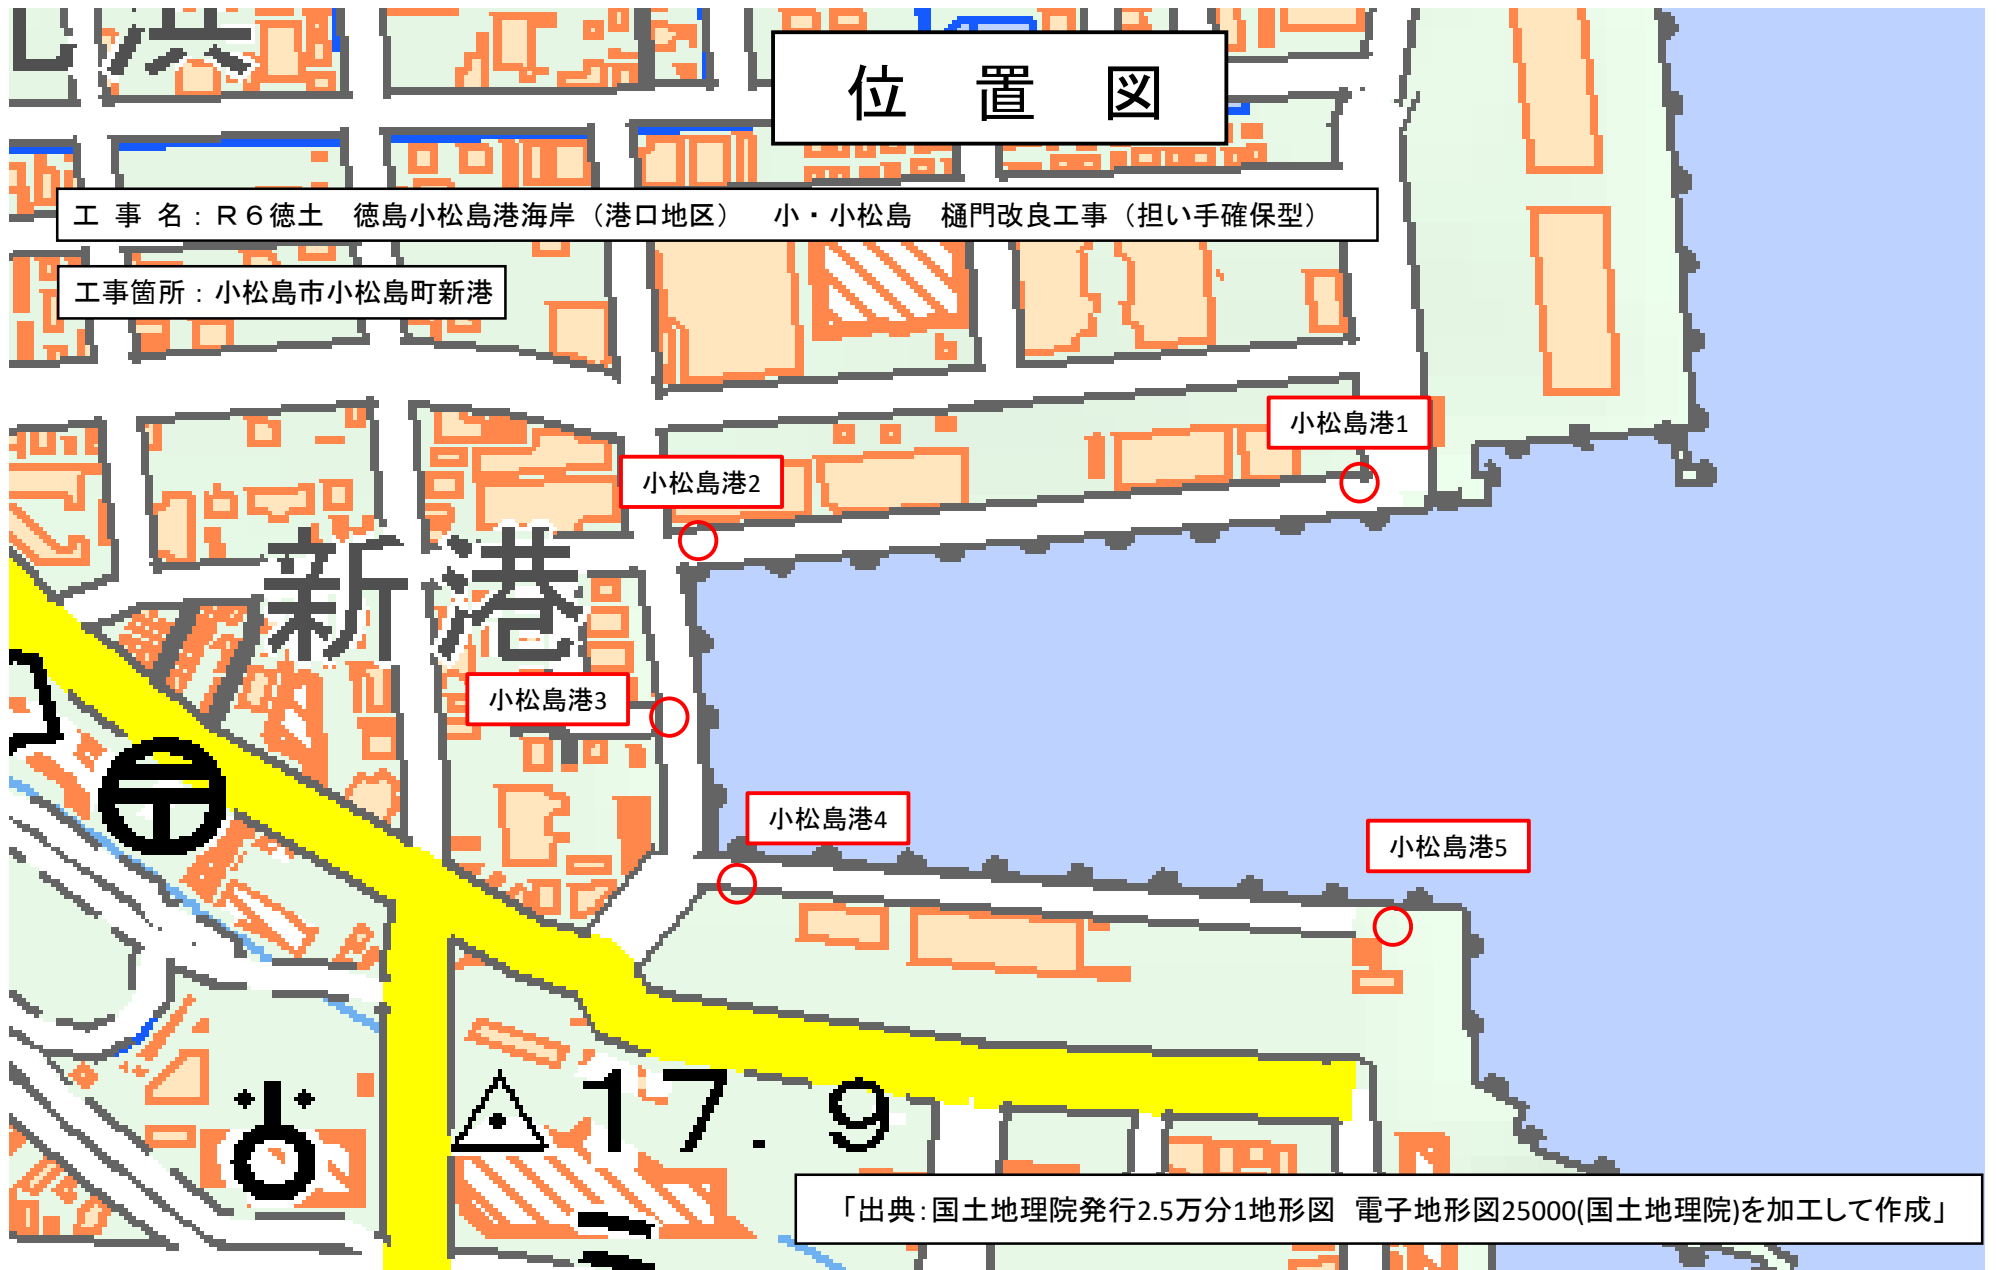 位　置　図
工 事 名：Ｒ６徳土　徳島小松島港海岸（港口地区）　小・小松島　樋門改良工事（担い手確保型）
工事箇所：小松島市小松島町新港
小松島港1
小松島港2
新港
小松島港3
小松島港4
小松島港5
17.9
「出典：国土地理院発行2.5万分1地形図　電子地形図25000(国土地理院)を加工して作成」